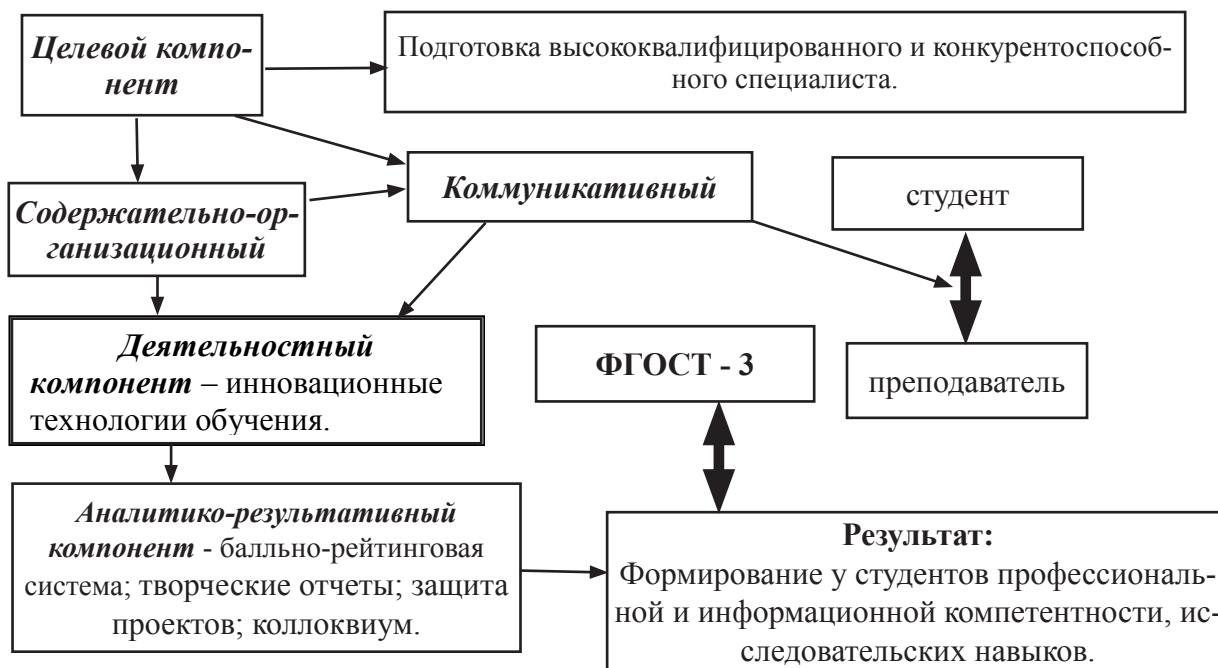 Целевой компо-
нент
Подготовка высококвалифицированного и конкурентоспособ-
ного специалиста.
Коммуникативный
студент
Содержательно-ор-
ганизационный
Деятельностный
компонент – инновационные
технологии обучения.
ФГОСТ - 3
преподаватель
Аналитико-результативный
компонент - балльно-рейтинговая
система; творческие отчеты; защита
проектов; коллоквиум.
Результат:
Формирование у студентов профессиональ-
ной и информационной компетентности, ис-
следовательских навыков.